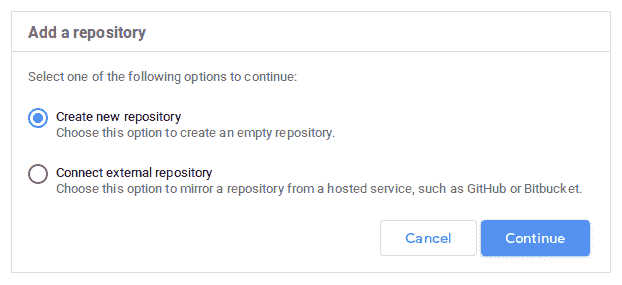 Add a repository
Select one of the following options to continue:
Create new repository
Choose this option to create an empty repository.
Connect external repository
Choose this option to mirror a repository from a hosted service, such as GitHub or Bitbucket.
Cancel Continue